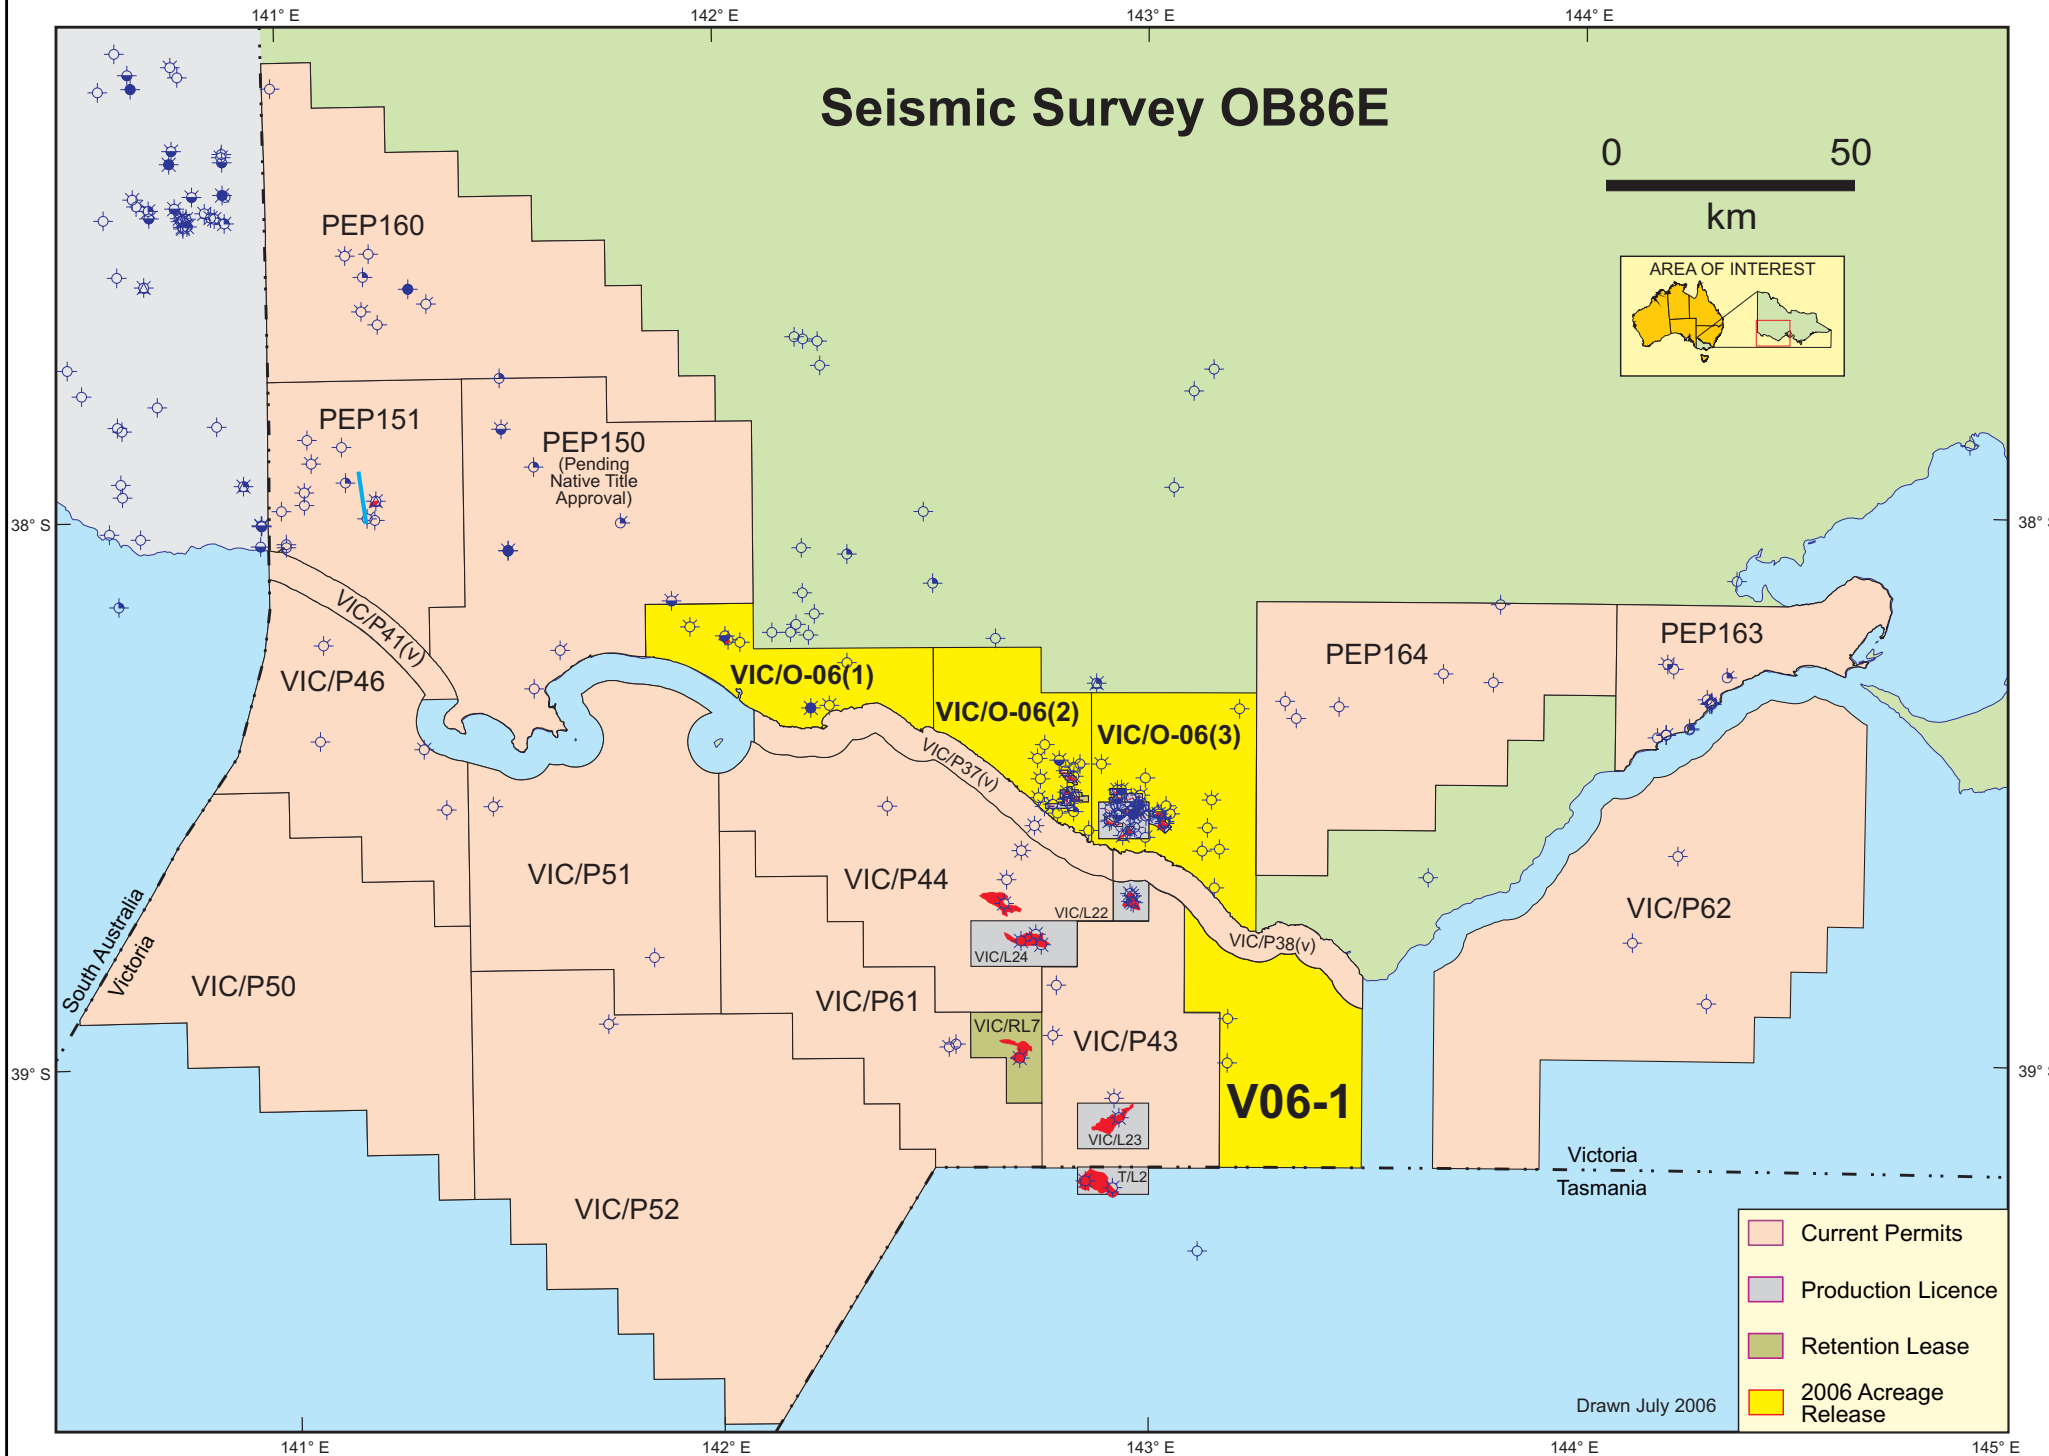 141° E
142° E
143° E
144° E
Seismic Survey OB86E
0
50
km
AREA OF INTEREST
PEP160
PEP151
PEP150
(Pending
Native Title
Approval)
38° S
38° S
VIC/P41(v)
VIC/P46
VIC/O-06(1)
VIC/O-06(2)
VIC/O-06(3)
PEP164
PEP163
VIC/P37(v)
VIC/P51
VIC/P44
VIC/L22
VIC/P62
VIC/P38(v)
VIC/L24
South Australia
Victoria
VIC/P50
VIC/P61
VIC/RL7
VIC/P43
39° S
39° S
V06-1
VIC/L23
Victoria
Tasmania
T/L2
VIC/P52
Current Permits
Production Licence
Retention Lease
2006 Acreage
Release
Drawn July 2006
141° E
142° E
143° E
144° E
145° E